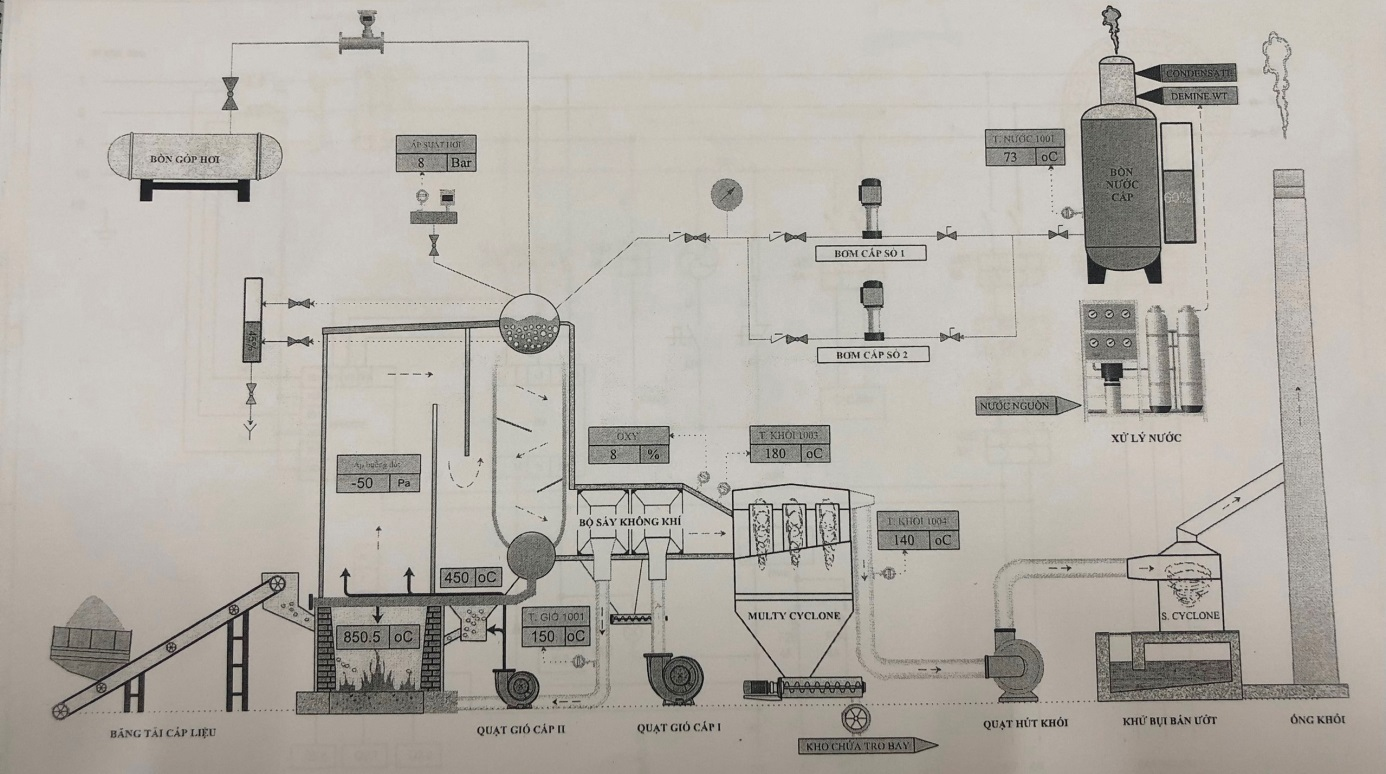 CONDENSATE
DEMINE.WT
BỒN GÓP HƠI
ÁP SUẤT HƠI
8 Bar
T. NƯỚC 1001
73 oC
BỒN
NƯỚC
CẤP
BƠM CẤP SỐ 1
BƠM CẤP SỐ 2
NƯỚC NGUỒN
XỬ LÝ NƯỚC
OXY
8 %
T. KHÓI 1003
180 oC
Áp buồng đốt
-50 Pa
BỘ SẤY KHÔNG KHÍ
T. KHÓI 1004
140 oC
450 oC
T. GIÓ 1001
150 oC
850.5 oC
MULTY CYCLONE
S. CYCLONE
BĂNG TẢI CẤP LIỆU
QUẠT GIÓ CẤP II
QUẠT GIÓ CẤP I
QUẠT HÚT KHÓI
KHỬ BỤI BẢN ƯỚT
ỐNG KHÓI
KHO CHỨA TRO BAY